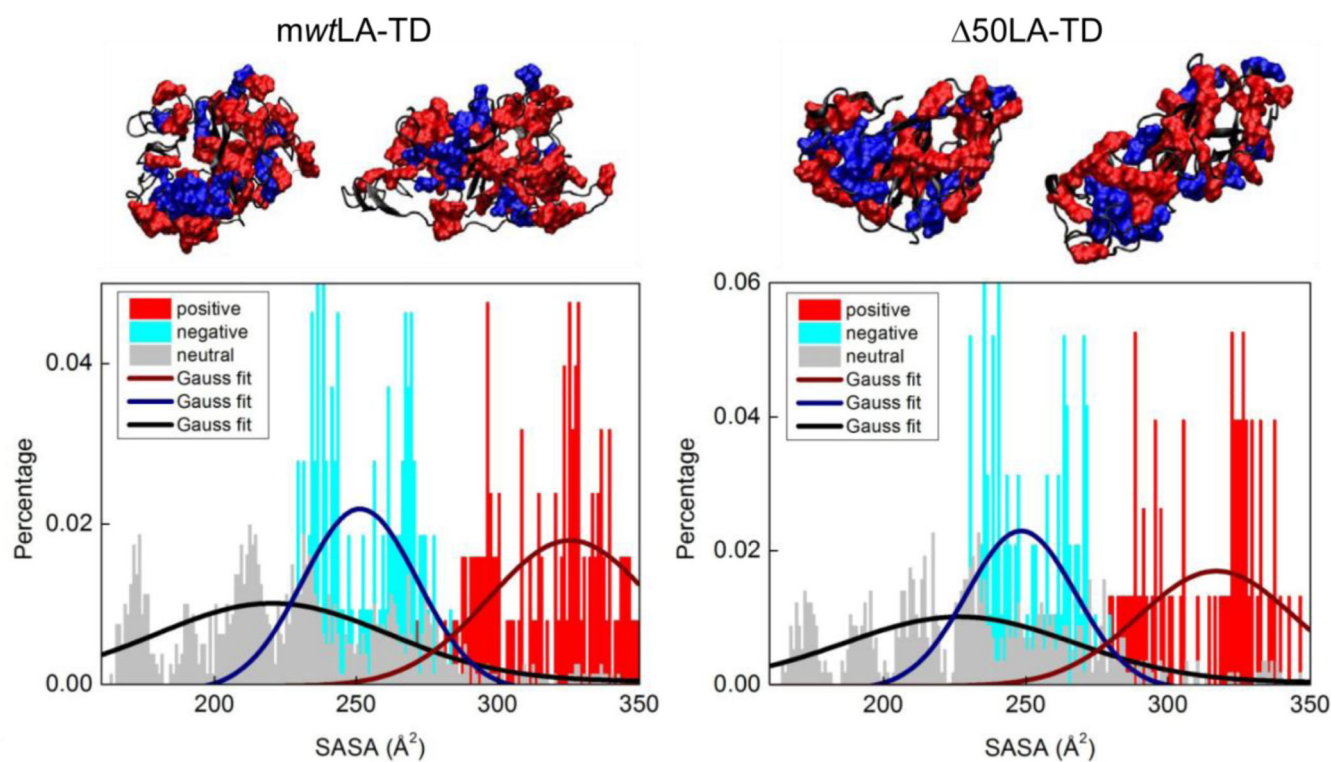 mwtLA-TD
Δ50LA-TD
positive
negative
neutral
Gauss fit
Gauss fit
Gauss fit
0.04
0.02
0.00
Percentage
200
250
300
350
SASA (Å²)
positive
negative
neutral
Gauss fit
Gauss fit
Gauss fit
0.06
0.04
0.02
0.00
Percentage
200
250
300
350
SASA (Å²)